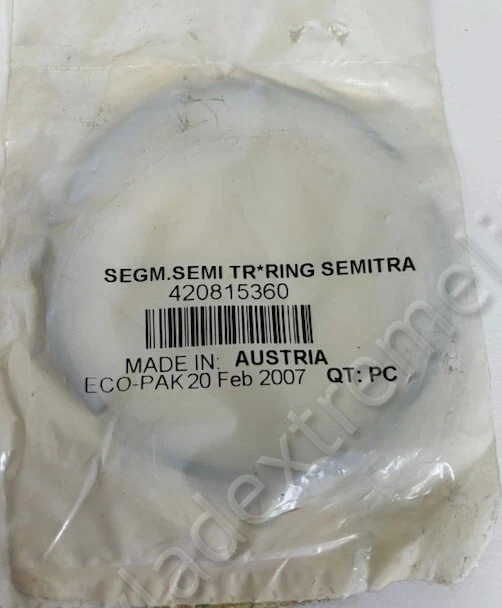 SEGM.SEMI TR*RING SEMITRA
420815360
MADE IN: AUSTRIA
ECO-PAK 20 Feb 2007 QT: PC